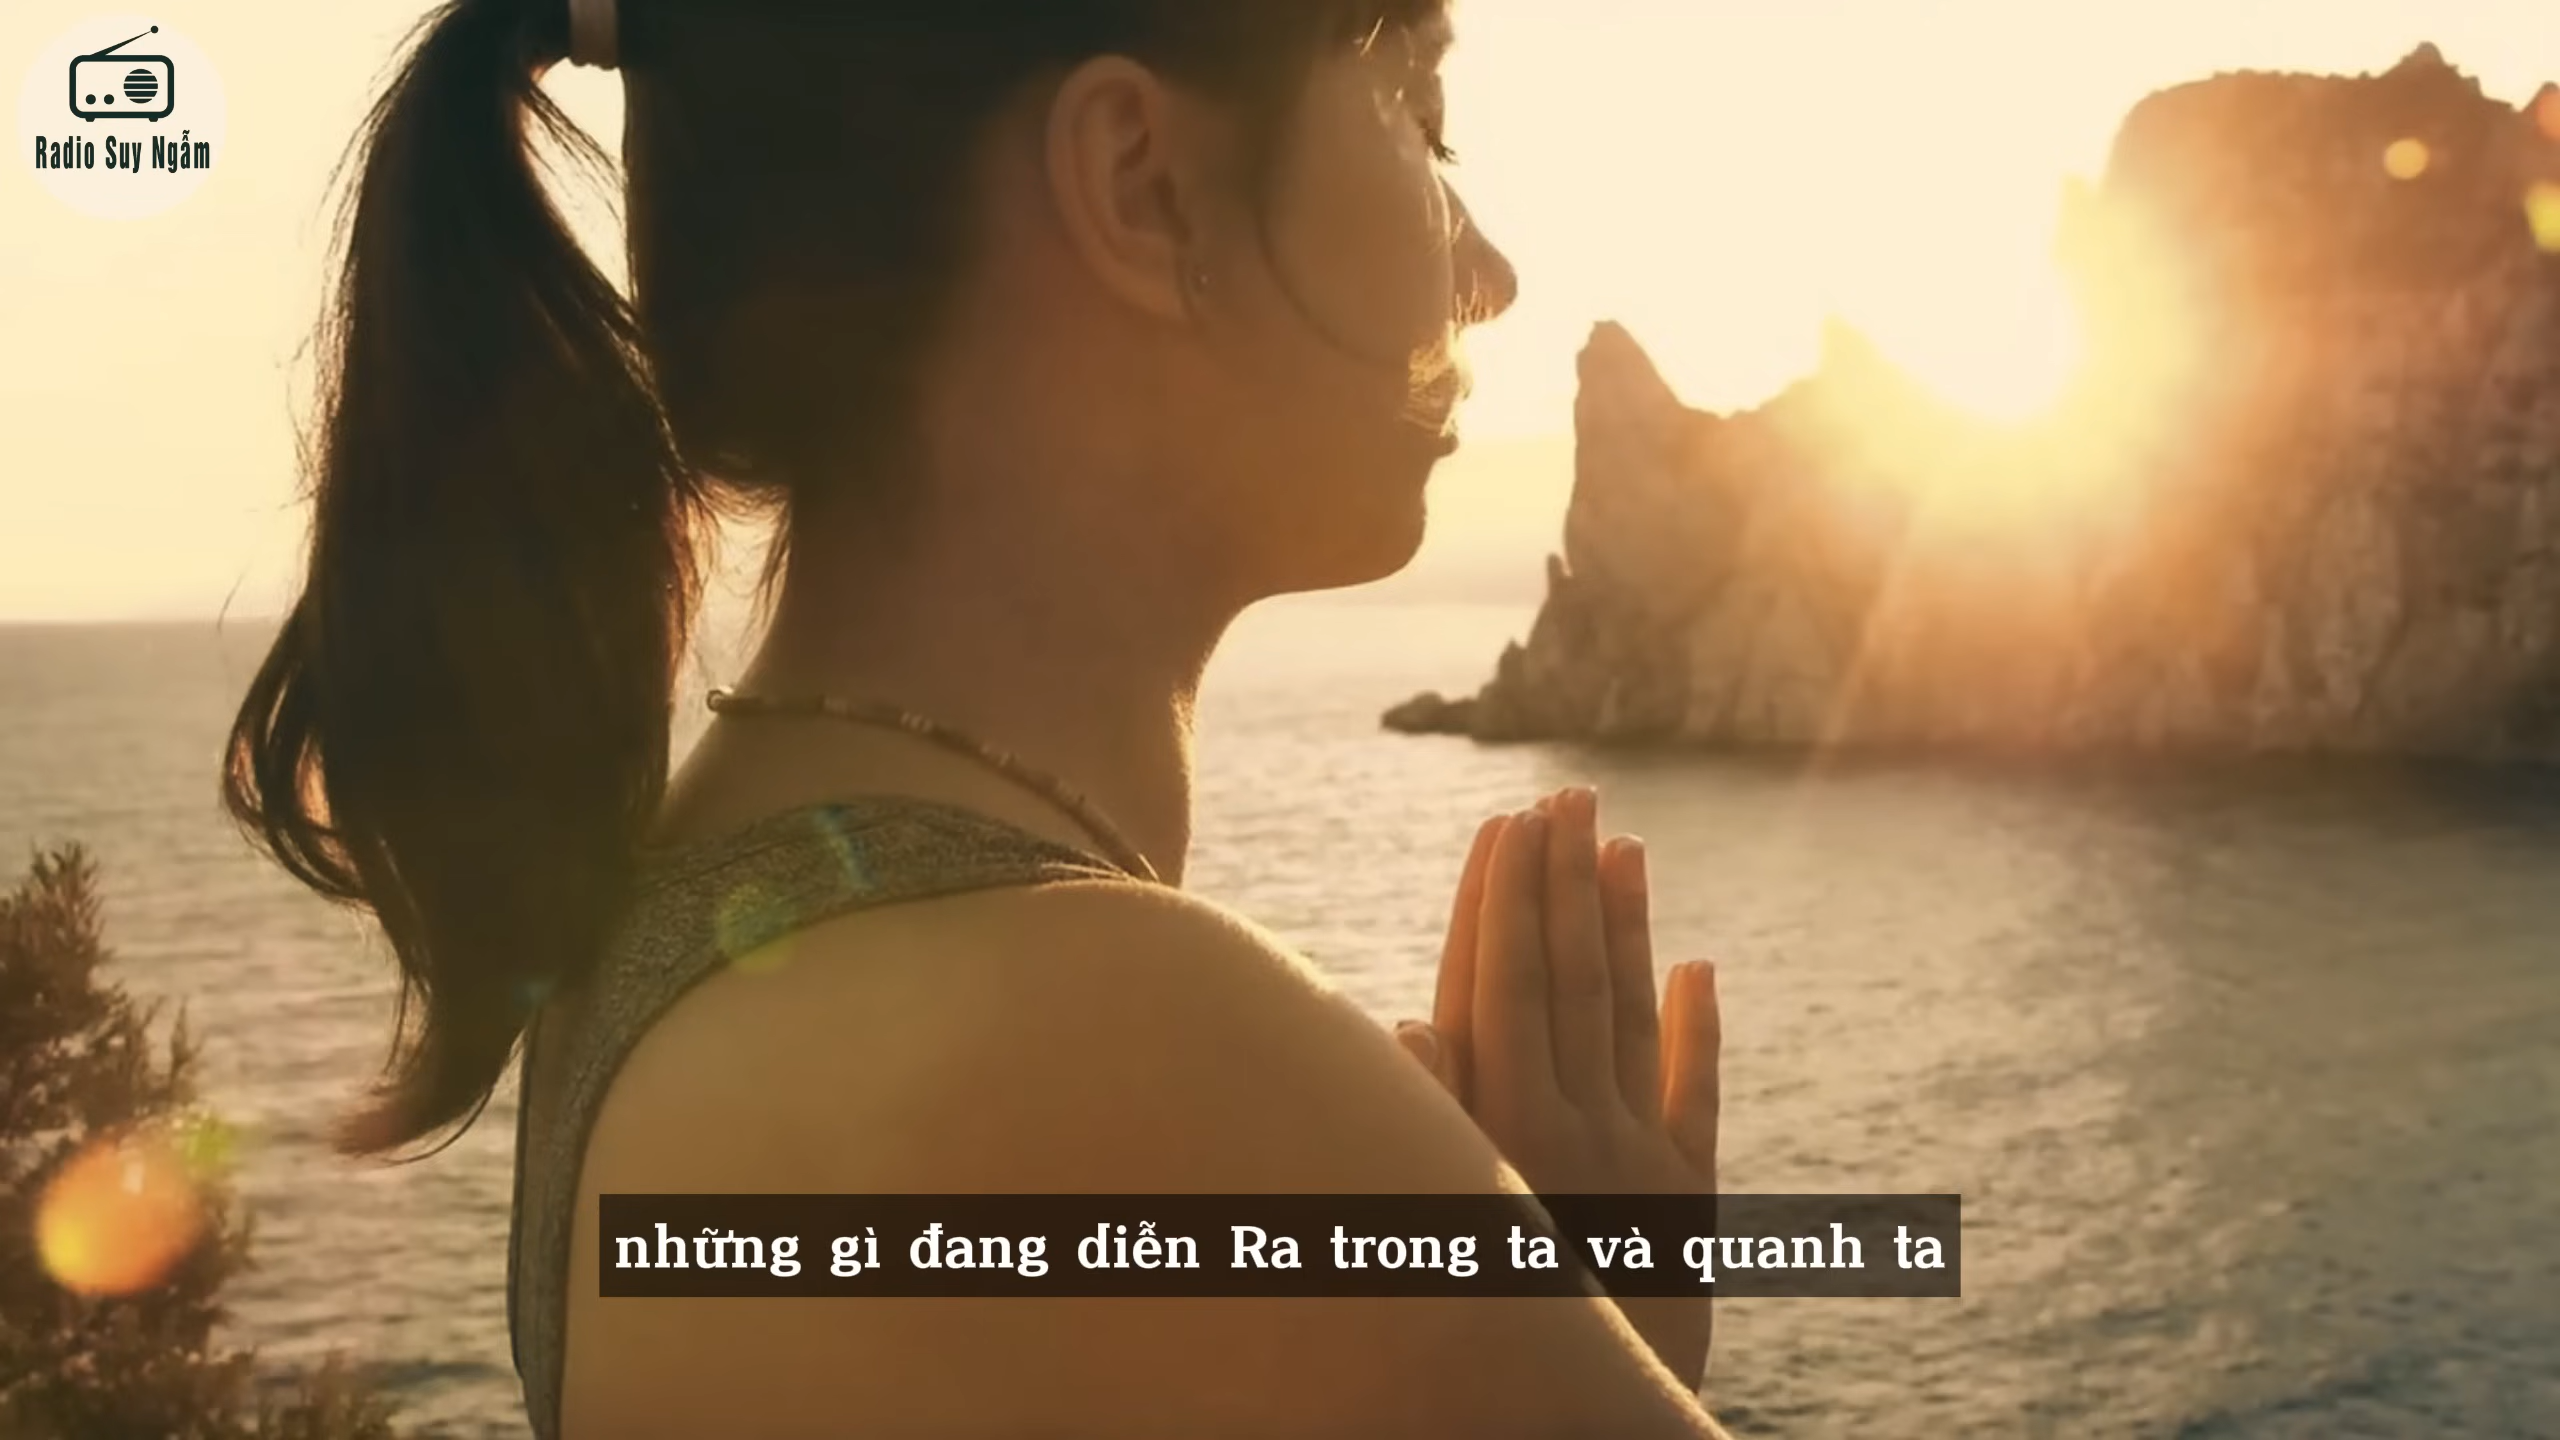 Radio Suy Ngẫm
những gì đang diễn Ra trong ta và quanh ta